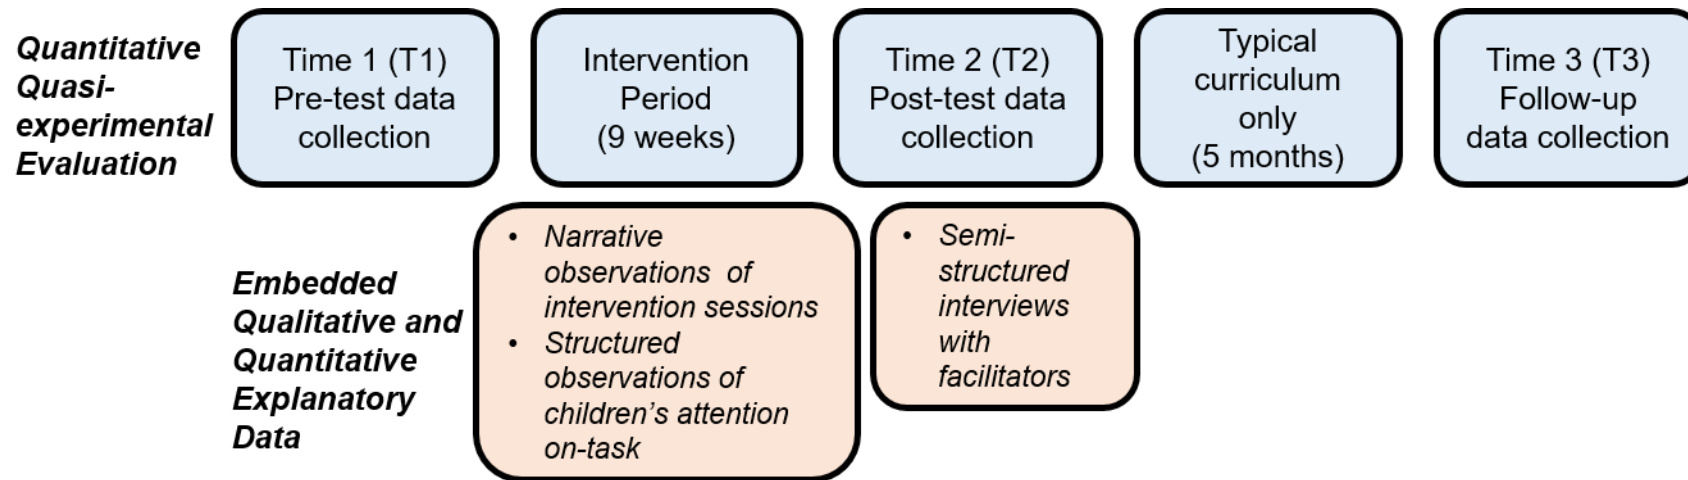 Quantitative
Quasi-
experimental
Evaluation
Time 1 (T1)
Pre-test data
collection
Intervention
Period
(9 weeks)
Time 2 (T2)
Post-test data
collection
Typical
curriculum
only
(5 months)
Time 3 (T3)
Follow-up
data collection
Embedded
Qualitative and
Quantitative
Explanatory
Data
• Narrative
observations of
intervention sessions
• Structured
observations of
children’s attention
on-task
• Semi-
structured
interviews
with
facilitators